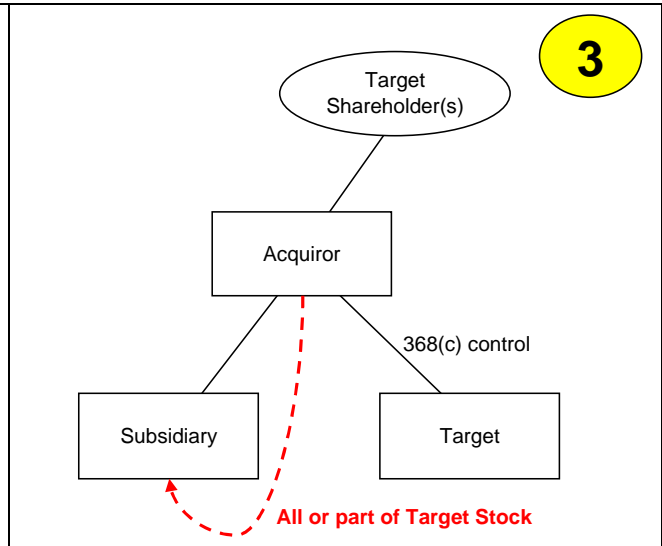 3
Target
Shareholder(s)
Acquiror
368(c) control
Subsidiary
Target
All or part of Target Stock